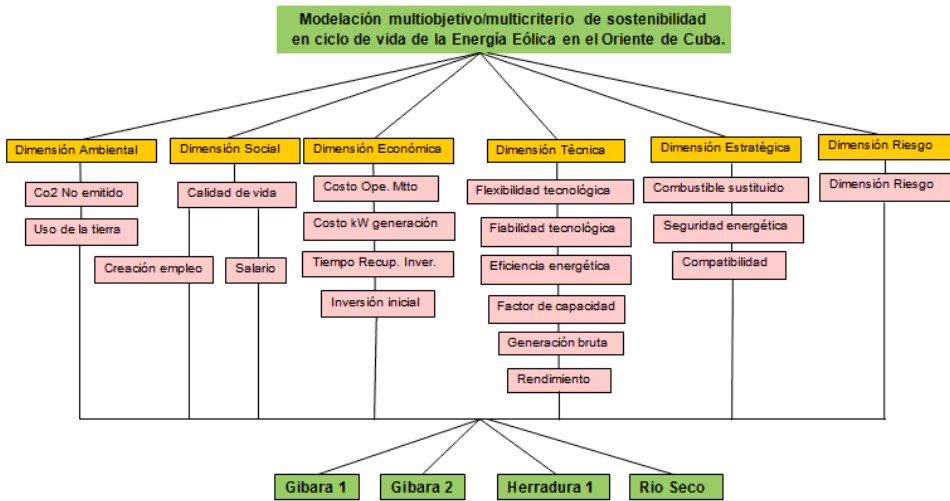 Modelación multiobjetivo/multicriterio de sostenibilidad
en ciclo de vida de la Energía Eólica en el Oriente de Cuba.
Dimensión Ambiental
Co2 No emitido
Uso de la tierra
Dimensión Social
Calidad de vida
Creación empleo
Salario
Dimensión Económica
Costo Ope. Mtto
Costo kW generación
Tiempo Recup. Inver.
Inversión inicial
Dimensión Técnica
Flexibilidad tecnológica
Fiabilidad tecnológica
Eficiencia energética
Factor de capacidad
Generación bruta
Rendimiento
Dimensión Estratégica
Combustible sustituido
Seguridad energética
Compatibilidad
Dimensión Riesgo
Dimensión Riesgo
Gibara 1
Gibara 2
Herradura 1
Rio Seco